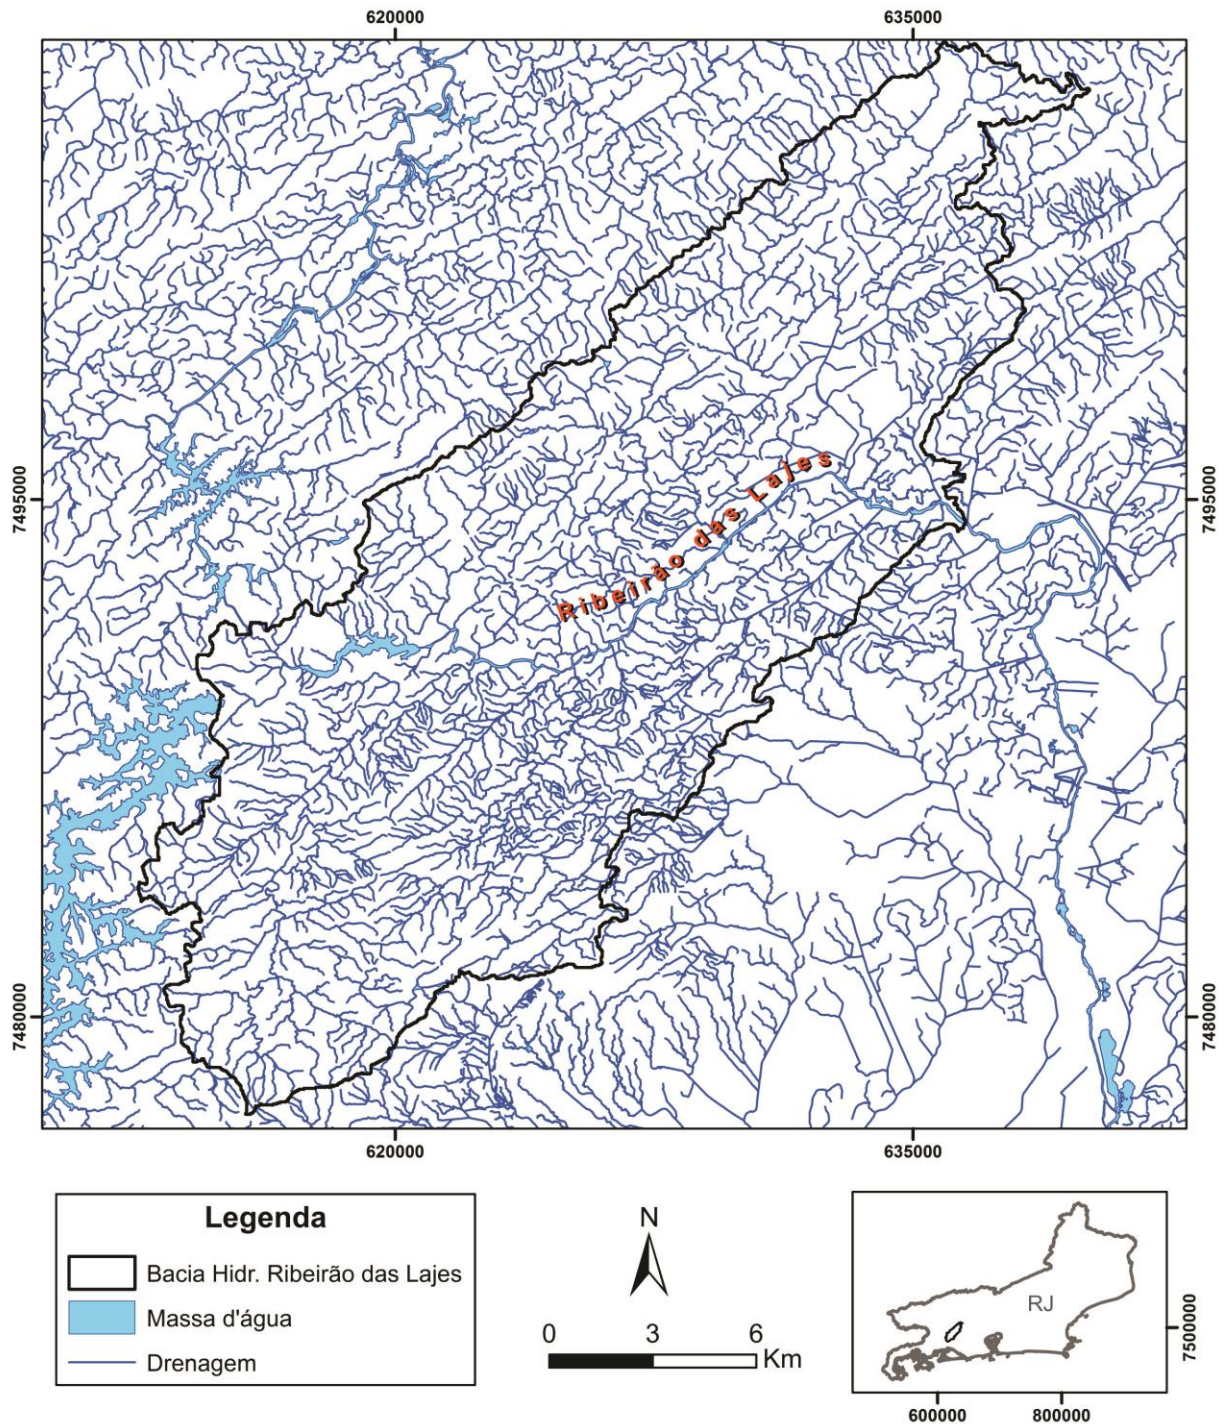 620000
635000
7495000
7495000
Ribeirão das Lajes
7480000
7480000
620000
635000
Legenda
Bacia Hidr. Ribeirão das Lajes
Massa d'água
Drenagem
N
0
3
6
Km
RJ
7500000
600000
800000